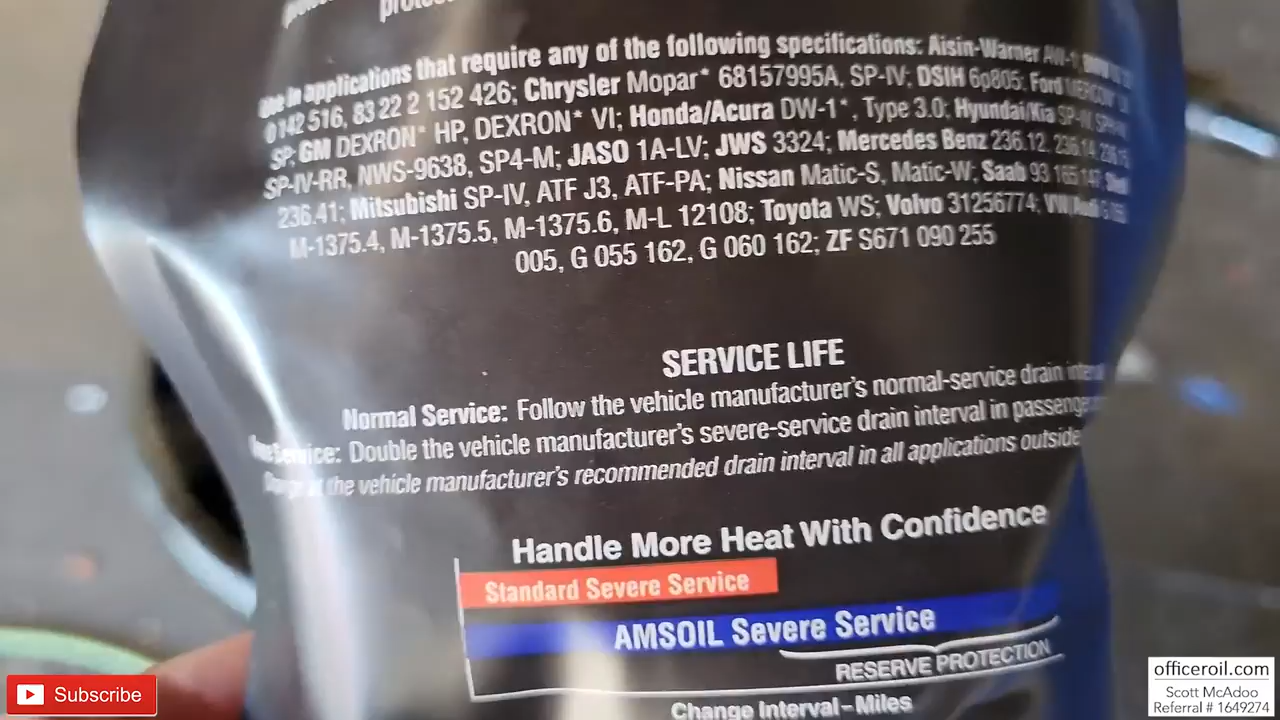 protec
Use in applications that require any of the following specifications: Aisin-Warner AW-1;
0 142 516, 83 22 2 152 426; Chrysler Mopar* 68157995A, SP-IV; DSIH 6p805; Ford MERCON*
SP; GM DEXRON* HP, DEXRON* VI; Honda/Acura DW-1*, Type 3.0; Hyundai/Kia SP-IV,
SP-IV-RR, NWS-9638, SP4-M; JASO 1A-LV; JWS 3324; Mercedes Benz 236.12, 236.14,
236.41; Mitsubishi SP-IV, ATF J3, ATF-PA; Nissan Matic-S, Matic-W; Saab 93 165 147;
M-1375.4, M-1375.5, M-1375.6, M-L 12108; Toyota WS; Volvo 31256774; VW/Audi
005, G 055 162, G 060 162; ZF S671 090 255
SERVICE LIFE
Normal Service: Follow the vehicle manufacturer's normal-service drain
Service: Double the vehicle manufacturer's severe-service drain interval in
the vehicle manufacturer's recommended drain interval in all applications outside
Handle More Heat With Confidence
Standard Severe Service
AMSOIL Severe Service
RESERVE PROTECTION
Change Interval–Miles
Subscribe
officeroil.com
Scott McAdoo
Referral # 1649274